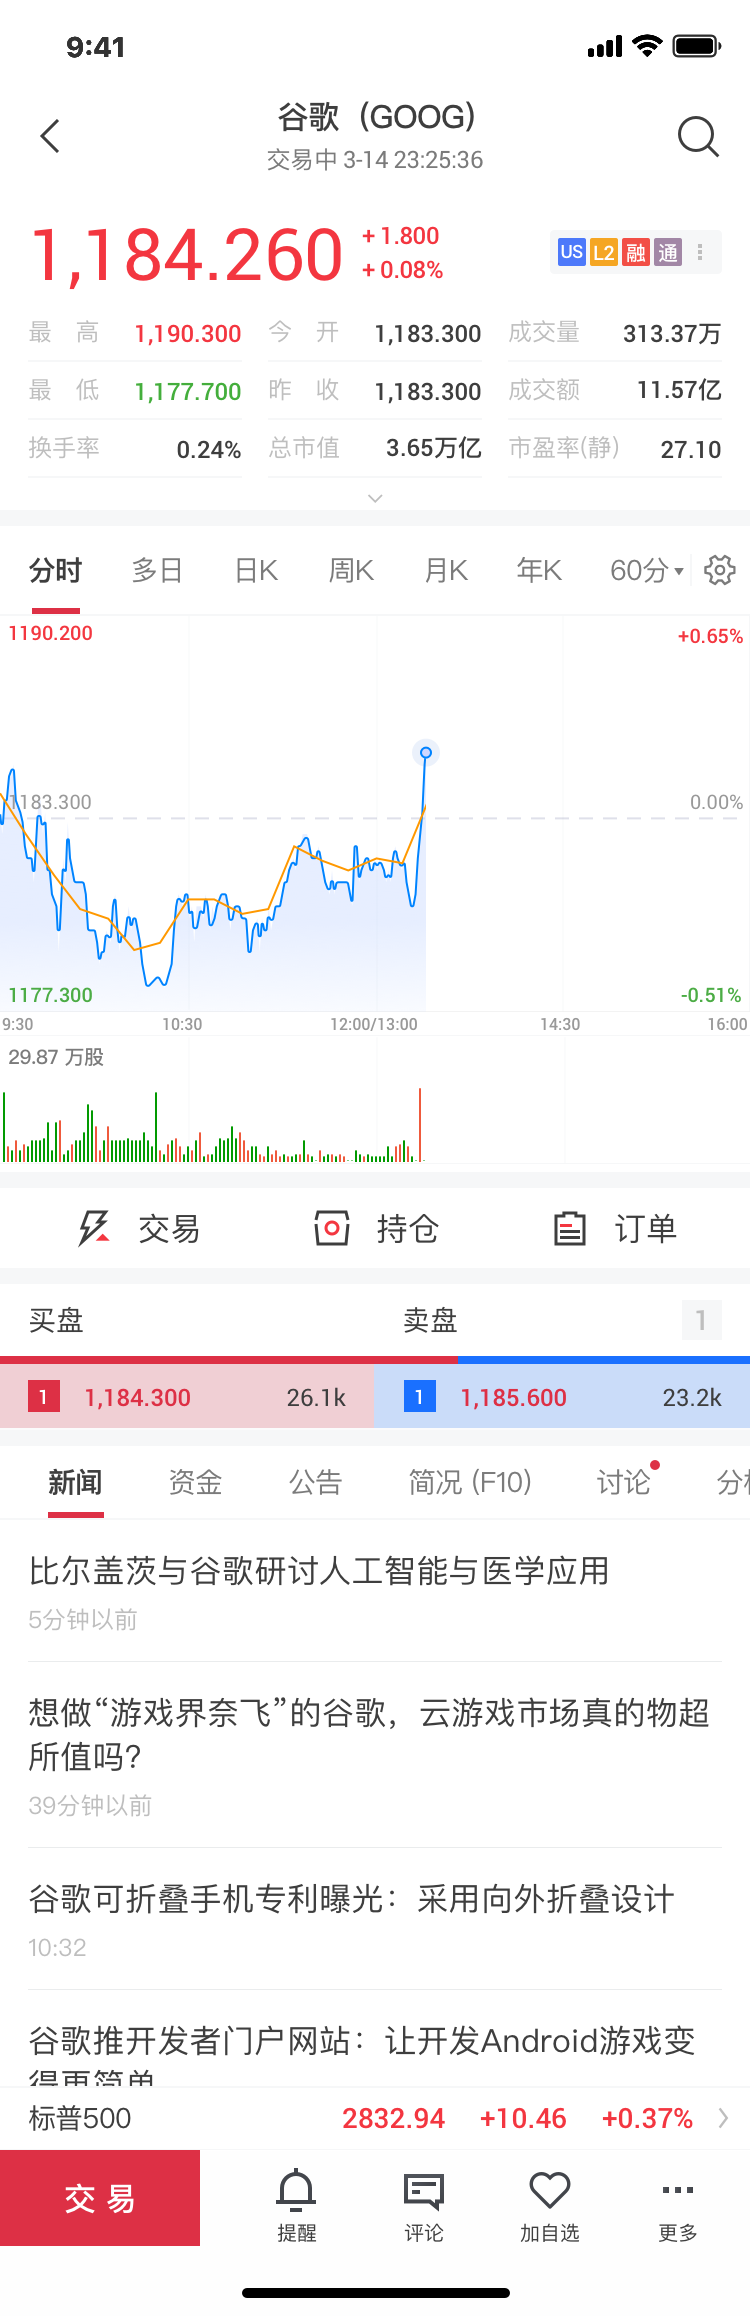 9:41
谷歌（GOOG）
交易中 3-14 23:25:36
1,184.260
+ 1.800
+ 0.08%
US L2 融 通
最 高 1,190.300 今 开 1,183.300 成交量 313.37万
最 低 1,177.700 昨 收 1,183.300 成交额 11.57亿
换手率 0.24% 总市值 3.65万亿 市盈率(静) 27.10
分时 多日 日K 周K 月K 年K 60分
1190.200 +0.65%
1183.300 0.00%
1177.300 -0.51%
9:30 10:30 12:00/13:00 14:30 16:00
29.87 万股
交易 持仓 订单
买盘 卖盘 1
1 1,184.300 26.1k 1 1,185.600 23.2k
新闻 资金 公告 简况 (F10) 讨论 分
比尔盖茨与谷歌研讨人工智能与医学应用
5分钟以前
想做“游戏界奈飞”的谷歌，云游戏市场真的物超
所值吗？
39分钟以前
谷歌可折叠手机专利曝光：采用向外折叠设计
10:32
谷歌推开发者门户网站：让开发Android游戏变
得更简单
标普500 2832.94 +10.46 +0.37%
交 易
提醒 评论 加自选 更多